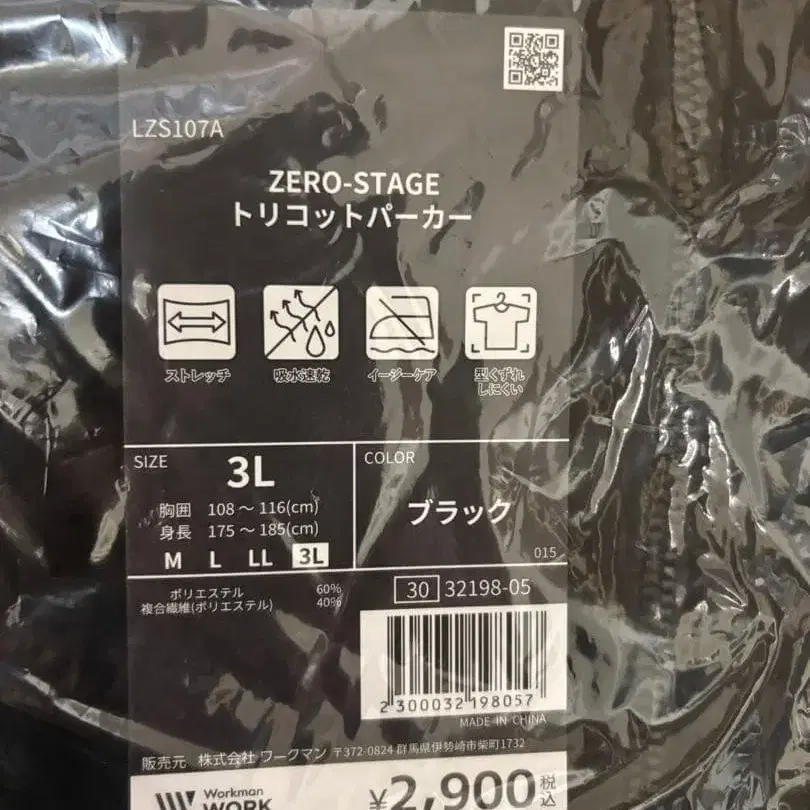 LZS107A
ZERO-STAGE
トリコットパーカー
ストレッチ
吸水速乾
イージーケア
型くずれ
しにくい
SIZE
3L
胸囲 108〜116(cm)
身長 175〜185(cm)
M L LL 3L
COLOR
ブラック
015
ポリエステル 60%
複合繊維(ポリエステル) 40%
30 32198-05
2 300032 198057
MADE IN CHINA
販売元 株式会社 ワークマン 〒372-0824 群馬県伊勢崎市柴町1732
Workman
WORK
¥2,900 税込